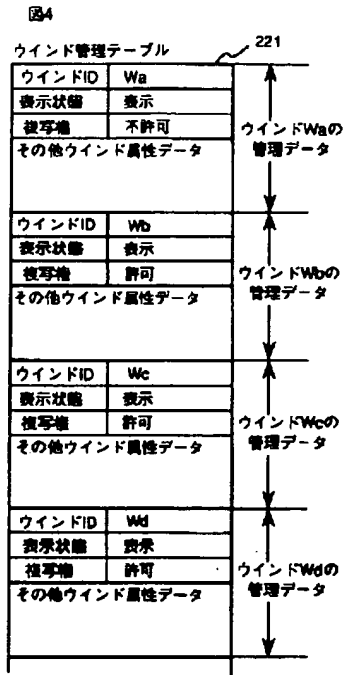 図4
ウインド管理テーブル
221
ウインドID Wa
表示状態 表示
複写権 不許可
その他ウインド属性データ
ウインドWaの
管理データ
ウインドID Wb
表示状態 表示
複写権 許可
その他ウインド属性データ
ウインドWbの
管理データ
ウインドID Wc
表示状態 表示
複写権 許可
その他ウインド属性データ
ウインドWcの
管理データ
ウインドID Wd
表示状態 表示
複写権 許可
その他ウインド属性データ
ウインドWdの
管理データ